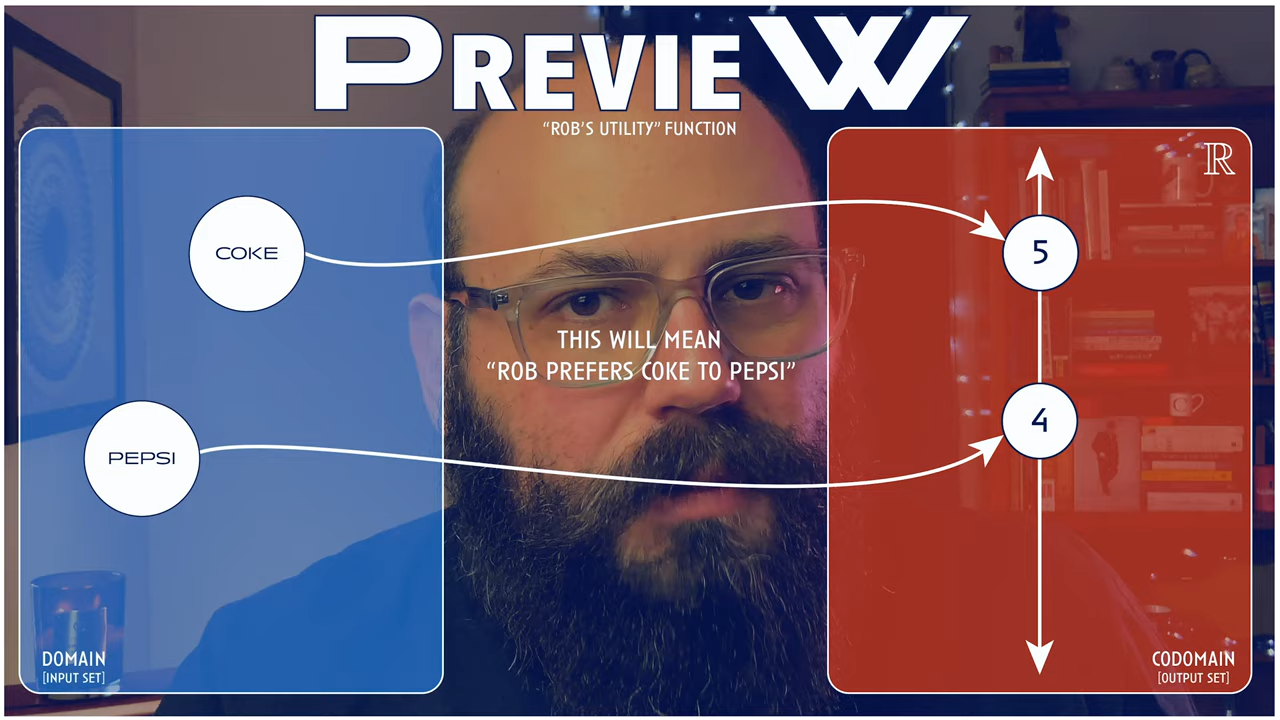 PREVIEW
"ROB'S UTILITY" FUNCTION
ℝ
COKE
5
THIS WILL MEAN
"ROB PREFERS COKE TO PEPSI"
4
PEPSI
DOMAIN
[INPUT SET]
CODOMAIN
[OUTPUT SET]